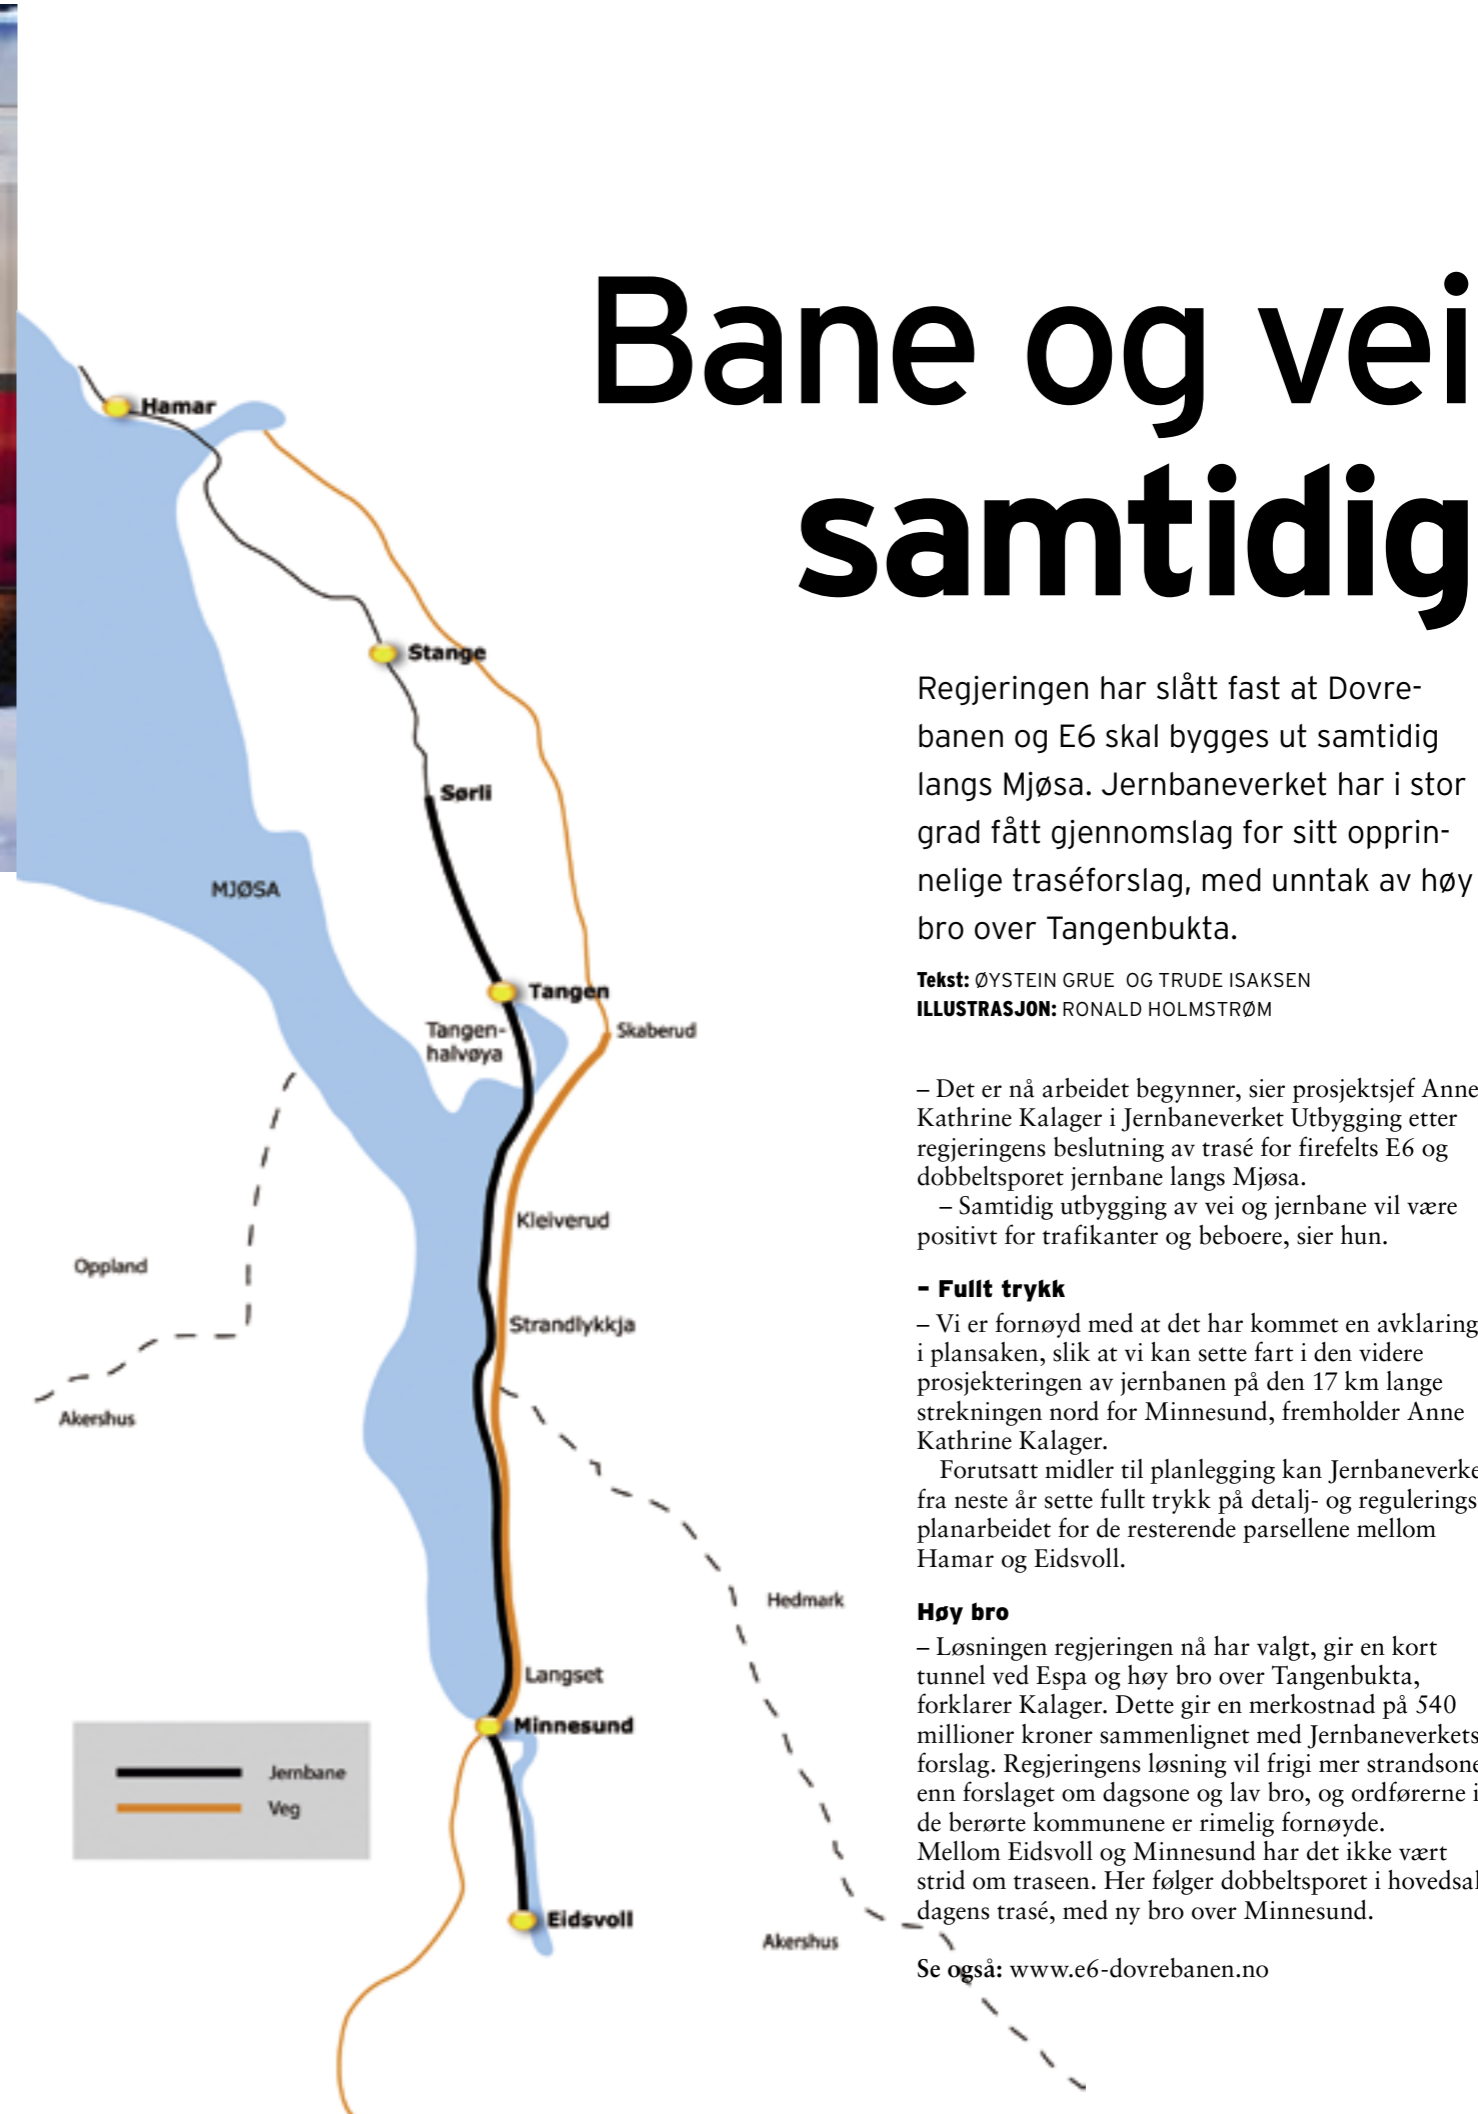 Bane og vei
samtidig
Regjeringen har slått fast at Dovre-
banen og E6 skal bygges ut samtidig
langs Mjøsa. Jernbaneverket har i stor
grad fått gjennomslag for sitt opprin-
nelige traséforslag, med unntak av høy
bro over Tangenbukta.
Tekst: ØYSTEIN GRUE OG TRUDE ISAKSEN
ILLUSTRASJON: RONALD HOLMSTRØM
– Det er nå arbeidet begynner, sier prosjektsjef Anne
Kathrine Kalager i Jernbaneverket Utbygging etter
regjeringens beslutning av trasé for firefelts E6 og
dobbeltsporet jernbane langs Mjøsa.
– Samtidig utbygging av vei og jernbane vil være
positivt for trafikanter og beboere, sier hun.
– Fullt trykk
– Vi er fornøyd med at det har kommet en avklaring
i plansaken, slik at vi kan sette fart i den videre
prosjekteringen av jernbanen på den 17 km lange
strekningen nord for Minnesund, fremholder Anne
Kathrine Kalager.
Forutsatt midler til planlegging kan Jernbaneverke
fra neste år sette fullt trykk på detalj- og regulerings
planarbeidet for de resterende parsellene mellom
Hamar og Eidsvoll.
Høy bro
– Løsningen regjeringen nå har valgt, gir en kort
tunnel ved Espa og høy bro over Tangenbukta,
forklarer Kalager. Dette gir en merkostnad på 540
millioner kroner sammenlignet med Jernbaneverkets
forslag. Regjeringens løsning vil frigi mer strandsone
enn forslaget om dagsone og lav bro, og ordførerne i
de berørte kommunene er rimelig fornøyde.
Mellom Eidsvoll og Minnesund har det ikke vært
strid om traseen. Her følger dobbeltsporet i hovedsak
dagens trasé, med ny bro over Minnesund.
Se også: www.e6-dovrebanen.no
Hamar
Stange
Sørli
MJØSA
Tangen
Tangen-
halvøya
Skaberud
Kleiverud
Oppland
Strandlykkja
Akershus
Hedmark
Langset
Minnesund
Jernbane
Veg
Eidsvoll
Akershus